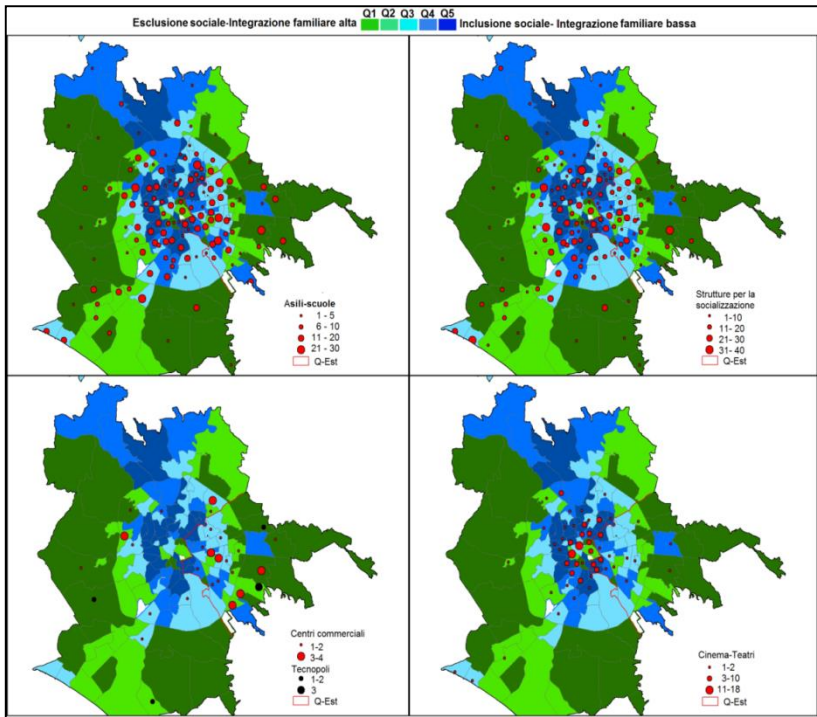 Esclusione sociale-Integrazione familiare alta Q1 Q2 Q3 Q4 Q5 Inclusione sociale- Integrazione familiare bassa
Asili-scuole
1 - 5
6 - 10
11 - 20
21 - 30
Q-Est
Strutture per la
socializzazione
1-10
11- 20
21- 30
31- 40
Q-Est
Centri commerciali
1-2
3-4
Tecnopoli
1-2
3
Q-Est
Cinema-Teatri
1-2
3-10
11-18
Q-Est